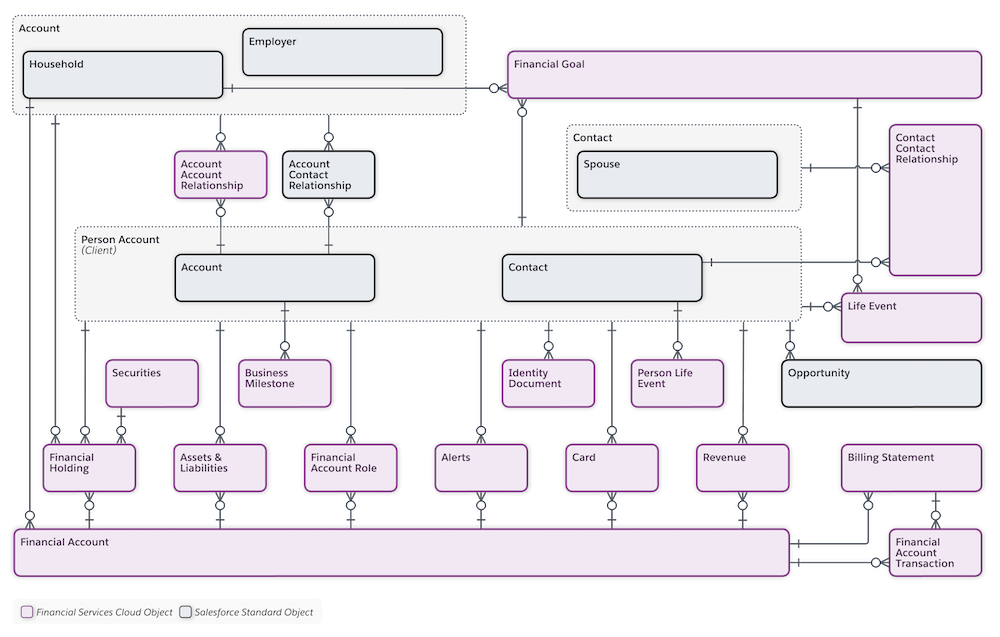 Account
Employer
Household
Financial Goal
Contact
Spouse
Contact
Contact
Relationship
Account
Account
Relationship
Account
Contact
Relationship
Person Account
(Client)
Account
Contact
Life Event
Securities
Business
Milestone
Identity
Document
Person Life
Event
Opportunity
Financial
Holding
Assets &
Liabilities
Financial
Account Role
Alerts
Card
Revenue
Billing Statement
Financial Account
Financial
Account
Transaction
Financial Services Cloud Object
Salesforce Standard Object